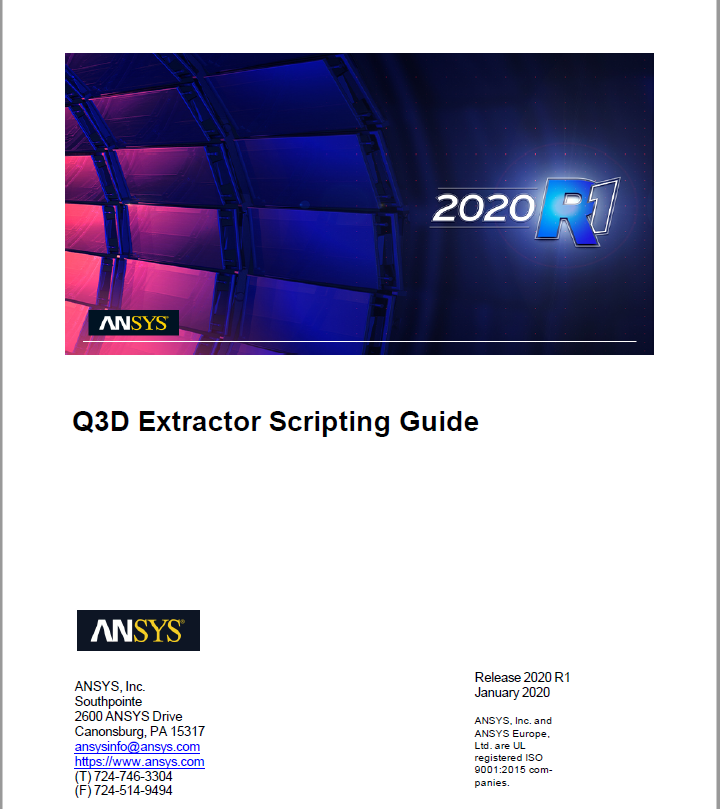 2020 R1
ANSYS
Q3D Extractor Scripting Guide
ANSYS®
ANSYS, Inc.
Southpointe
2600 ANSYS Drive
Canonsburg, PA 15317
ansysinfo@ansys.com
https://www.ansys.com
(T) 724-746-3304
(F) 724-514-9494
Release 2020 R1
January 2020
ANSYS, Inc. and
ANSYS Europe,
Ltd. are UL
registered ISO
9001:2015 com-
panies.